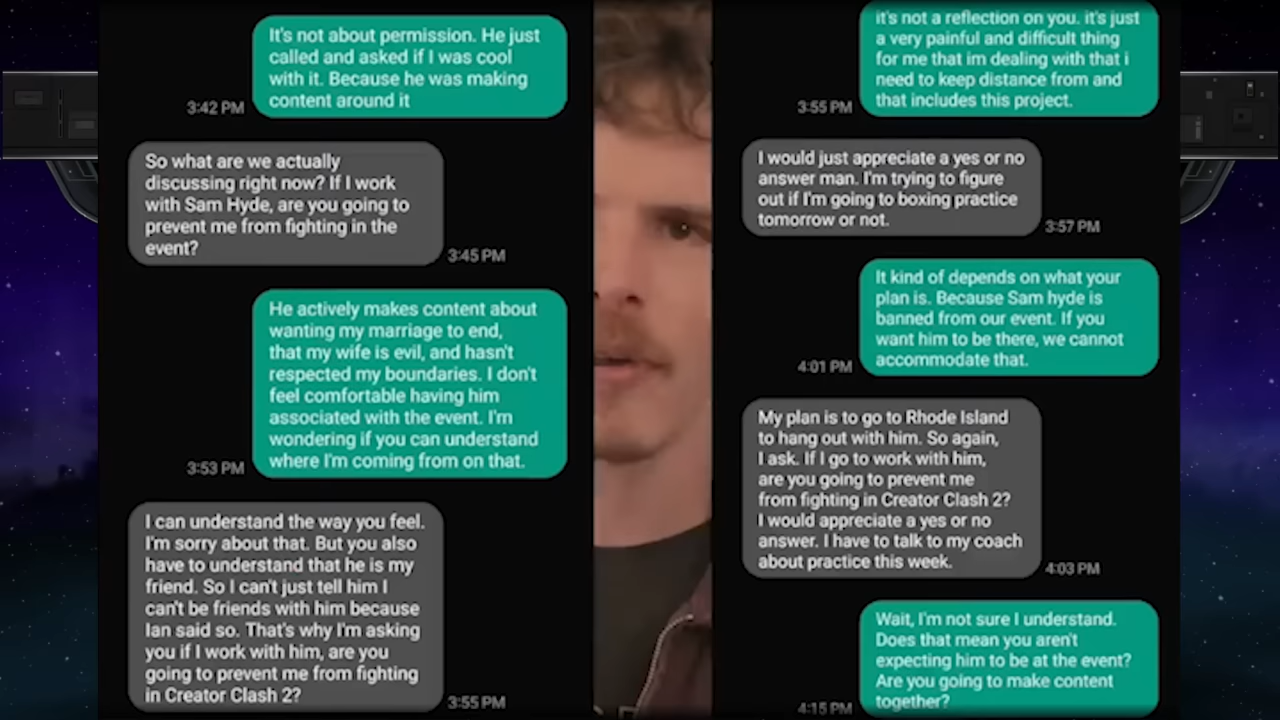 It's not about permission. He just
called and asked if I was cool
with it. Because he was making
content around it
3:42 PM
So what are we actually
discussing right now? If I work
with Sam Hyde, are you going to
prevent me from fighting in the
event?
3:45 PM
He actively makes content about
wanting my marriage to end,
that my wife is evil, and hasn't
respected my boundaries. I don't
feel comfortable having him
associated with the event. I'm
wondering if you can understand
where I'm coming from on that.
3:53 PM
I can understand the way you feel.
I'm sorry about that. But you also
have to understand that he is my
friend. So I can't just tell him I
can't be friends with him because
Ian said so. That's why I'm asking
you if I work with him, are you
going to prevent me from fighting
in Creator Clash 2?
3:55 PM
it's not a reflection on you. it's just
a very painful and difficult thing
for me that im dealing with that i
need to keep distance from and
that includes this project.
3:55 PM
I would just appreciate a yes or no
answer man. I'm trying to figure
out if I'm going to boxing practice
tomorrow or not.
3:57 PM
It kind of depends on what your
plan is. Because Sam hyde is
banned from our event. If you
want him to be there, we cannot
accommodate that.
4:01 PM
My plan is to go to Rhode Island
to hang out with him. So again,
I ask. If I go to work with him,
are you going to prevent me
from fighting in Creator Clash 2?
I would appreciate a yes or no
answer. I have to talk to my coach
about practice this week.
4:03 PM
Wait, I'm not sure I understand.
Does that mean you aren't
expecting him to be at the event?
Are you going to make content
together?
4:15 PM